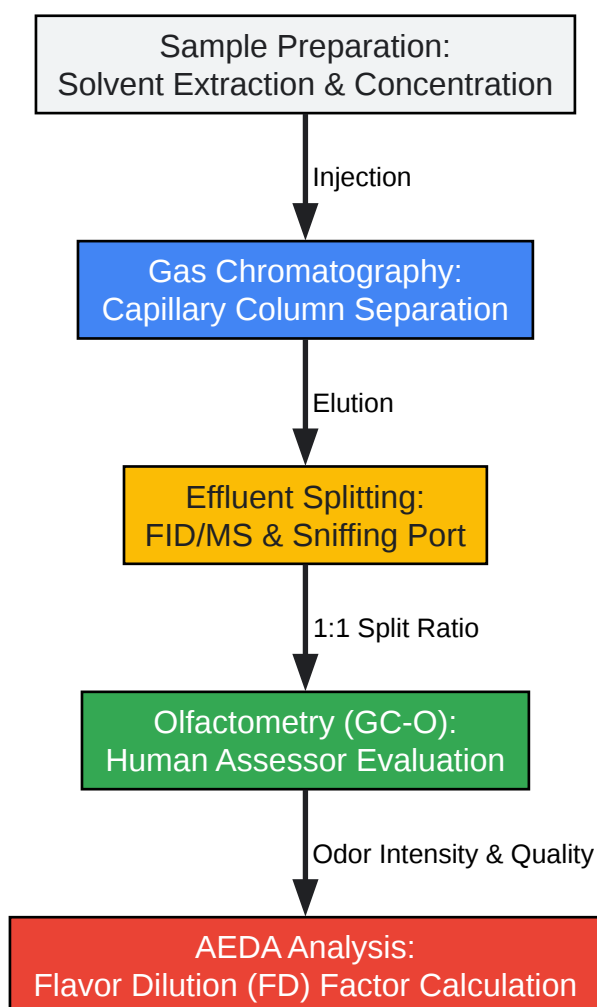 Sample Preparation:
Solvent Extraction & Concentration
Injection
Gas Chromatography:
Capillary Column Separation
Elution
Effluent Splitting:
FID/MS & Sniffing Port
1:1 Split Ratio
Olfactometry (GC-O):
Human Assessor Evaluation
Odor Intensity & Quality
AEDA Analysis:
Flavor Dilution (FD) Factor Calculation